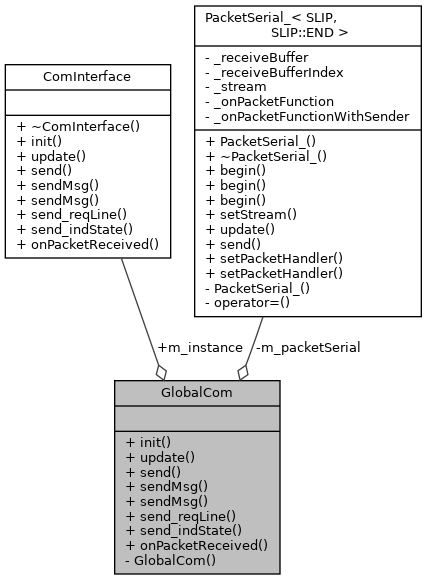 PacketSerial_< SLIP,
SLIP::END >
- _receiveBuffer
- _receiveBufferIndex
- _stream
- _onPacketFunction
- _onPacketFunctionWithSender
+ PacketSerial_()
+ ~PacketSerial_()
+ begin()
+ begin()
+ begin()
+ setStream()
+ update()
+ send()
+ setPacketHandler()
+ setPacketHandler()
- PacketSerial_()
- operator=()
ComInterface
+ ~ComInterface()
+ init()
+ update()
+ send()
+ sendMsg()
+ sendMsg()
+ send_reqLine()
+ send_indState()
+ onPacketReceived()
+m_instance
-m_packetSerial
GlobalCom
+ init()
+ update()
+ send()
+ sendMsg()
+ sendMsg()
+ send_reqLine()
+ send_indState()
+ onPacketReceived()
- GlobalCom()